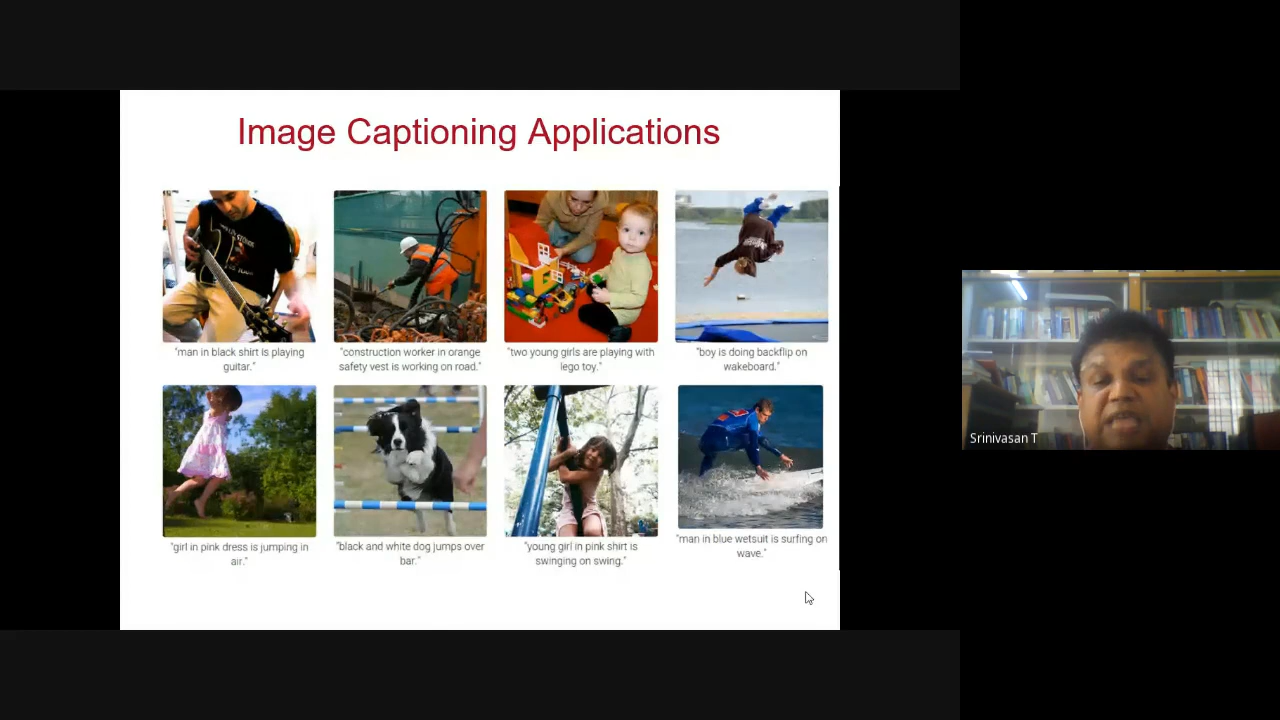 Image Captioning Applications
"man in black shirt is playing
guitar."
"construction worker in orange
safety vest is working on road."
"two young girls are playing with
lego toy."
"boy is doing backflip on
wakeboard."
"girl in pink dress is jumping in
air."
"black and white dog jumps over
bar."
"young girl in pink shirt is
swinging on swing."
"man in blue wetsuit is surfing on
wave."
Srinivasan T